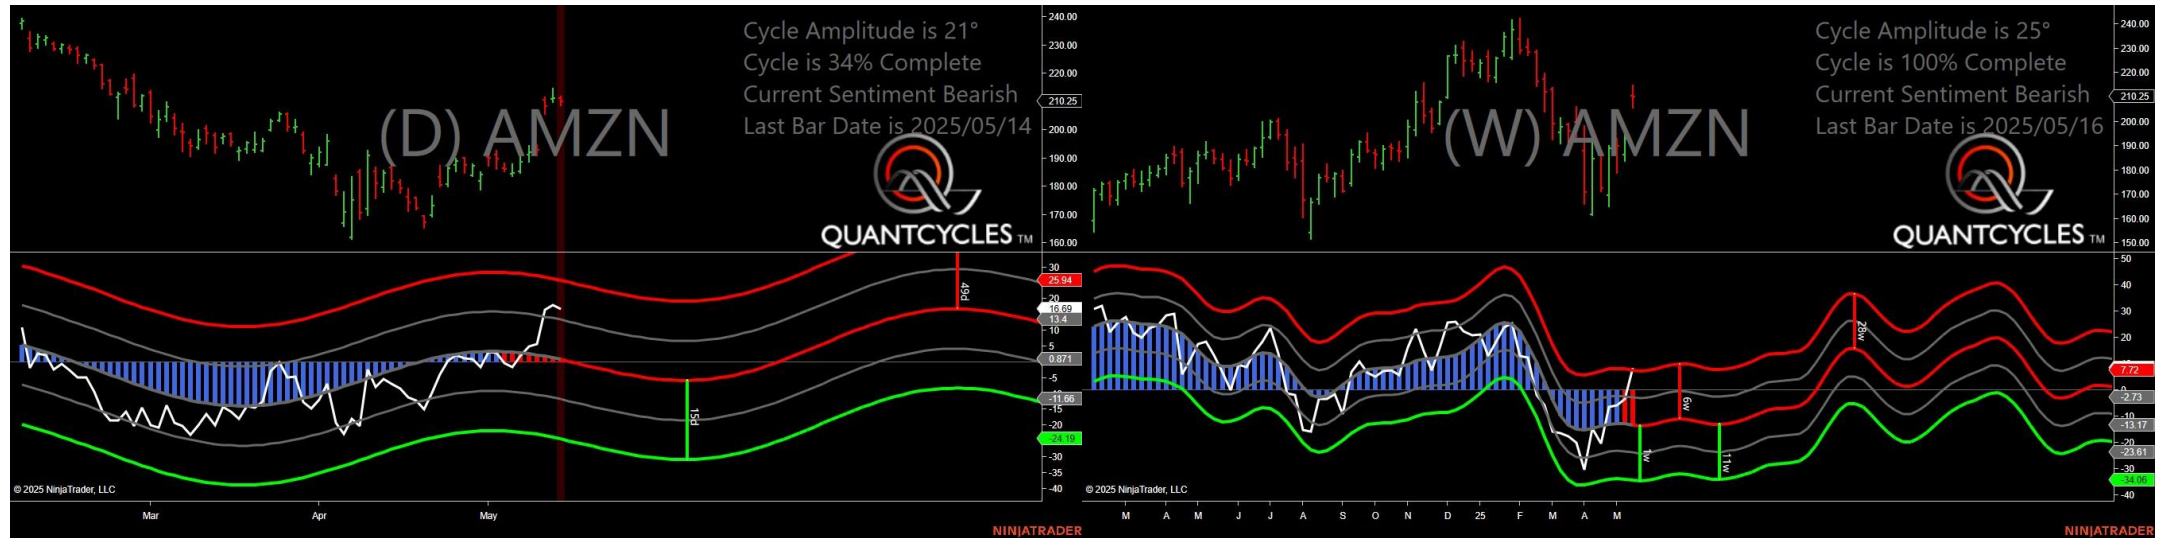 Cycle Amplitude is 21°
Cycle is 34% Complete
Current Sentiment Bearish
Last Bar Date is 2025/05/14
(D) AMZN
QUANTCYCLES TM
240.00
230.00
220.00
210.25
200.00
190.00
180.00
170.00
160.00
30
25.94
20
16.69
13.4
10
5
0.871
-5
-11.66
-15
-20
-24.19
-30
-35
-40
49d
15d
© 2025 NinjaTrader, LLC
Mar
Apr
May
NINJATRADER
Cycle Amplitude is 25°
Cycle is 100% Complete
Current Sentiment Bearish
Last Bar Date is 2025/05/16
(W) AMZN
QUANTCYCLES TM
240.00
230.00
220.00
210.25
200.00
190.00
180.00
170.00
160.00
150.00
50
40
30
20
7.72
0
-2.73
-10
-13.17
-20
-23.61
-30
-34.06
-40
28w
6w
1w
11w
© 2025 NinjaTrader, LLC
M
A
M
J
J
A
S
O
N
D
25
F
M
A
M
NINJATRADER